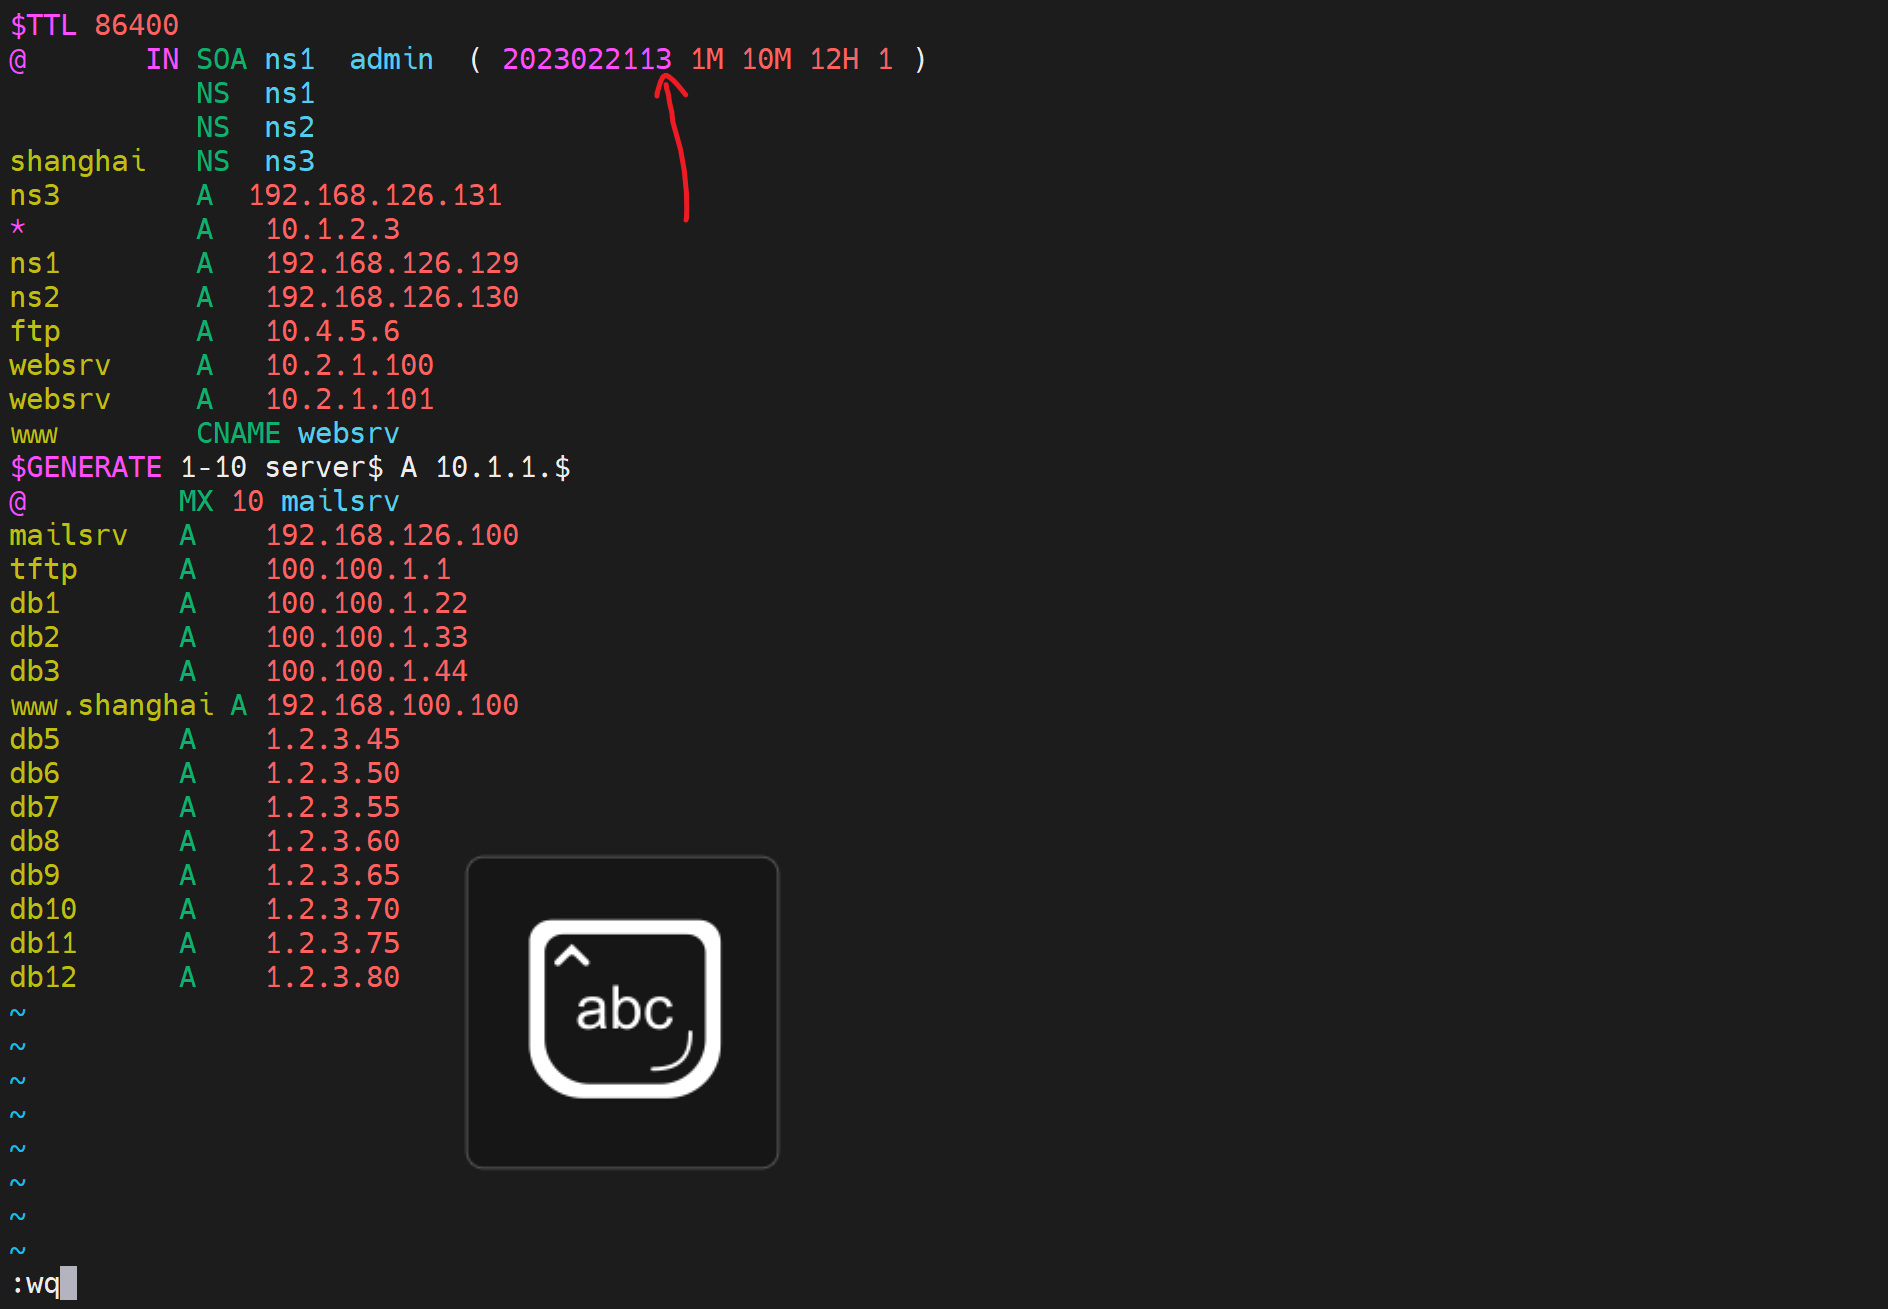 $TTL 86400
@ IN SOA ns1 admin ( 2023022113 1M 10M 12H 1 )
NS ns1
NS ns2
shanghai NS ns3
ns3 A 192.168.126.131
* A 10.1.2.3
ns1 A 192.168.126.129
ns2 A 192.168.126.130
ftp A 10.4.5.6
websrv A 10.2.1.100
websrv A 10.2.1.101
www CNAME websrv
$GENERATE 1-10 server$ A 10.1.1.$
@ MX 10 mailsrv
mailsrv A 192.168.126.100
tftp A 100.100.1.1
db1 A 100.100.1.22
db2 A 100.100.1.33
db3 A 100.100.1.44
www.shanghai A 192.168.100.100
db5 A 1.2.3.45
db6 A 1.2.3.50
db7 A 1.2.3.55
db8 A 1.2.3.60
db9 A 1.2.3.65
db10 A 1.2.3.70
db11 A 1.2.3.75
db12 A 1.2.3.80
abc
~
~
~
~
~
~
~
~
:wq